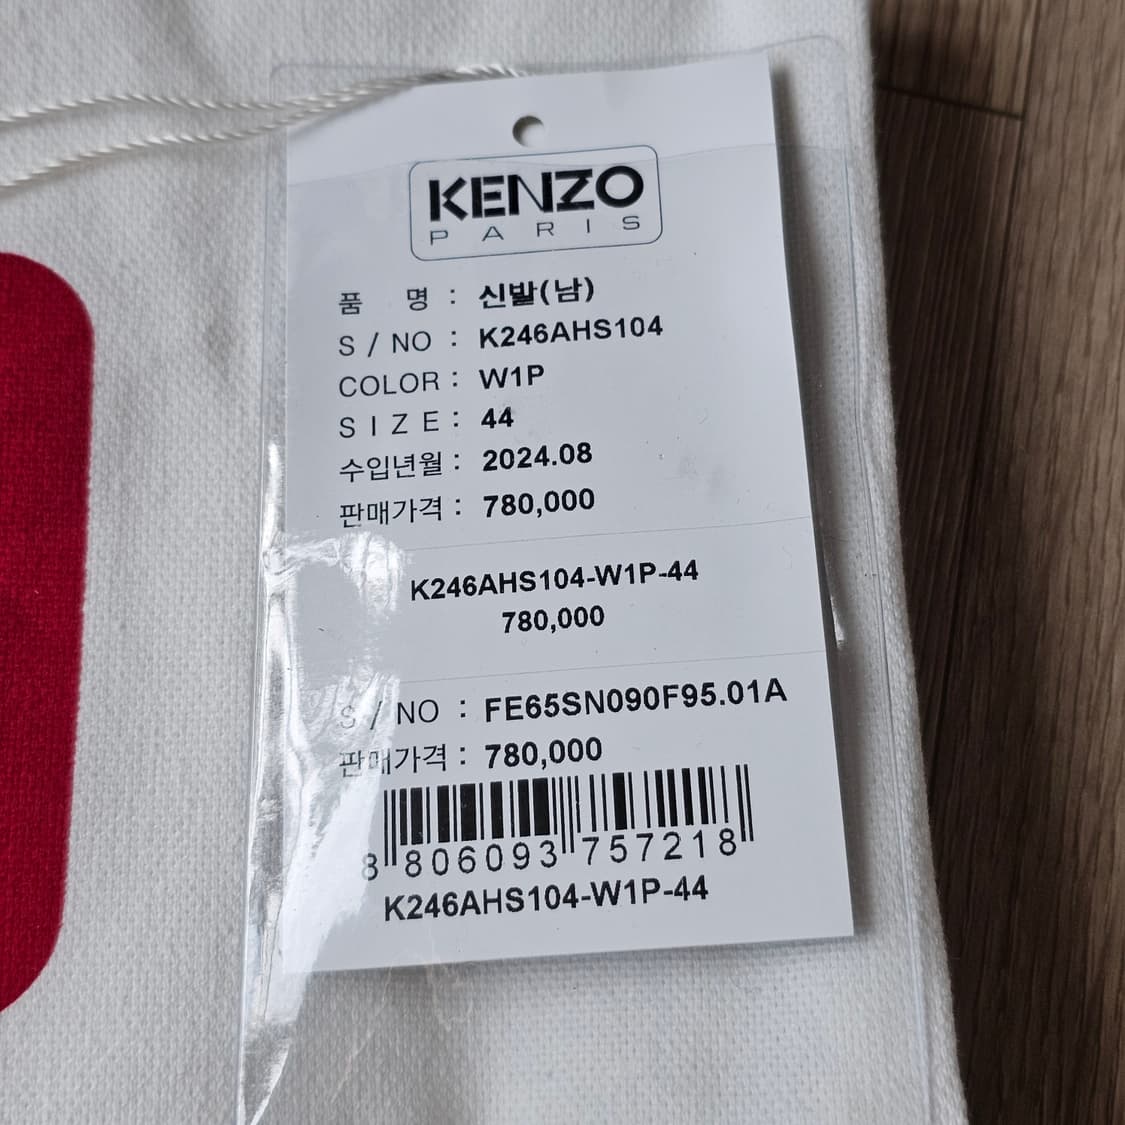 KENZO
PARIS
품 명 : 신발(남)
S / NO : K246AHS104
COLOR : W1P
SIZE : 44
수입년월 : 2024.08
판매가격 : 780,000
K246AHS104-W1P-44
780,000
S / NO : FE65SN090F95.01A
판매가격 : 780,000
8 806093 757218
K246AHS104-W1P-44